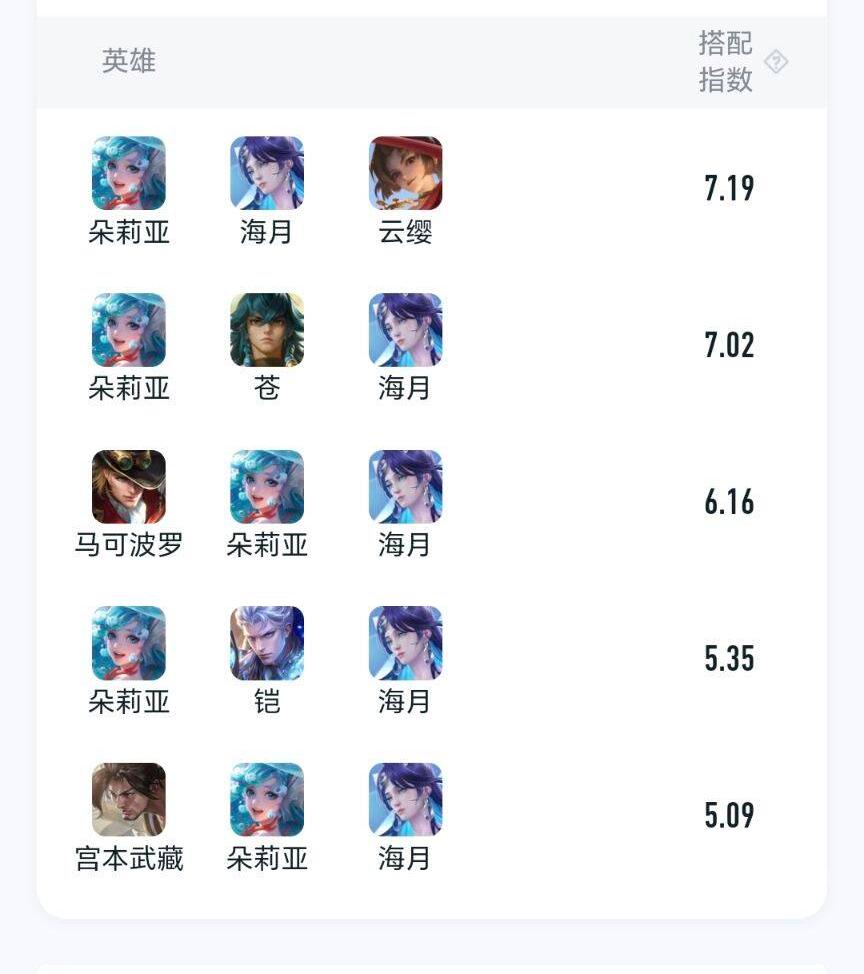 英雄
搭配
指数
朵莉亚 海月 云缨 7.19
朵莉亚 苍 海月 7.02
马可波罗 朵莉亚 海月 6.16
朵莉亚 铠 海月 5.35
宫本武藏 朵莉亚 海月 5.09